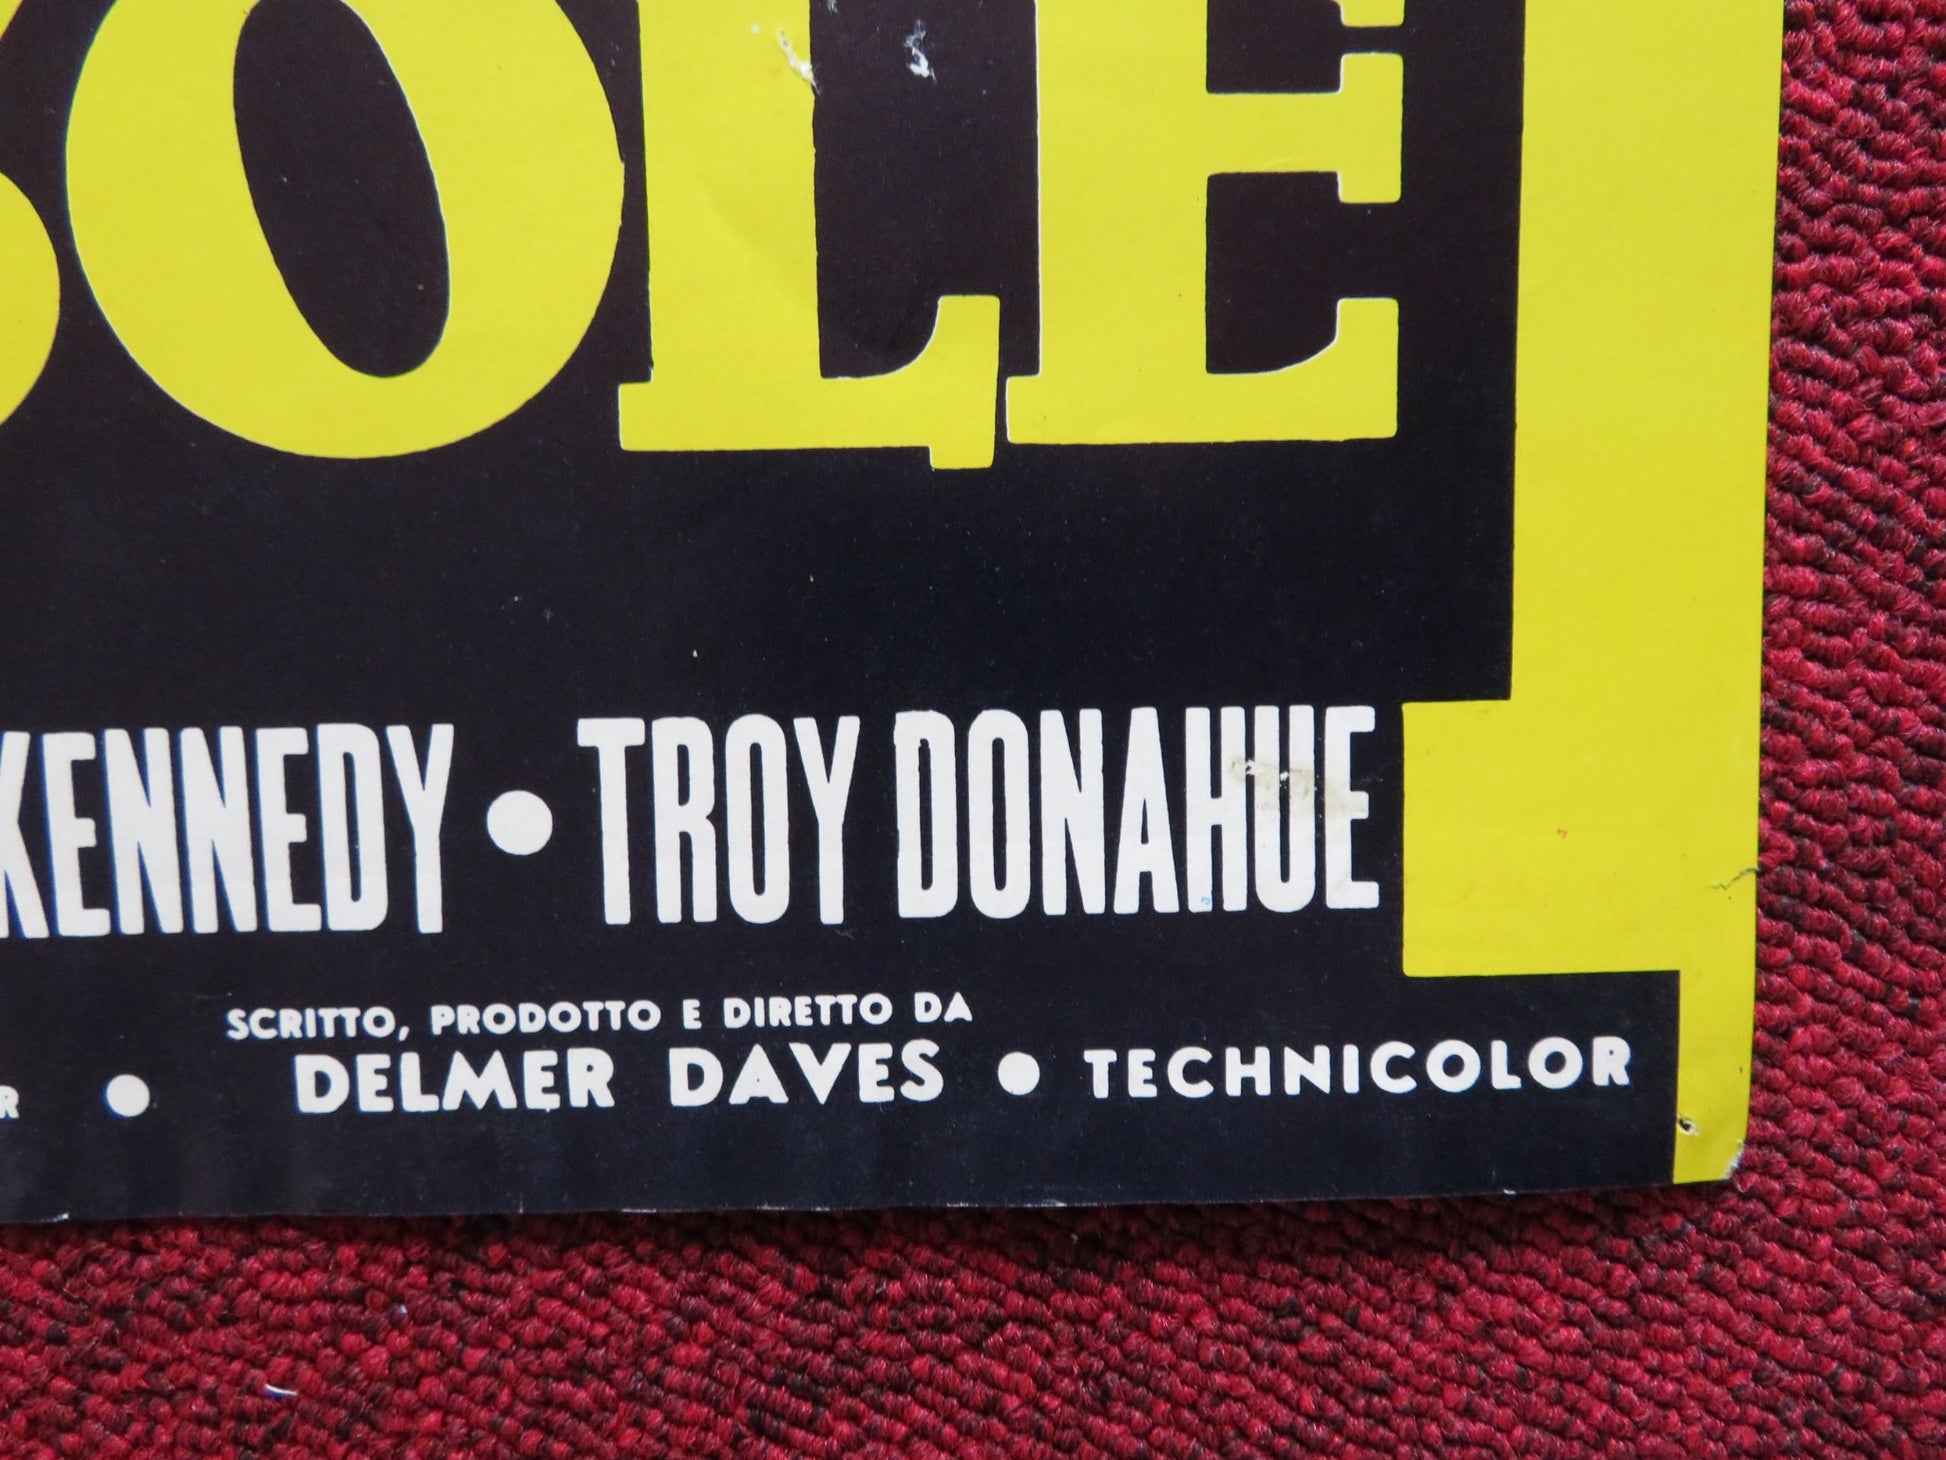 SOLE
KENNEDY • TROY DONAHUE
SCRITTO, PRODOTTO E DIRETTO DA
R • DELMER DAVES • TECHNICOLOR